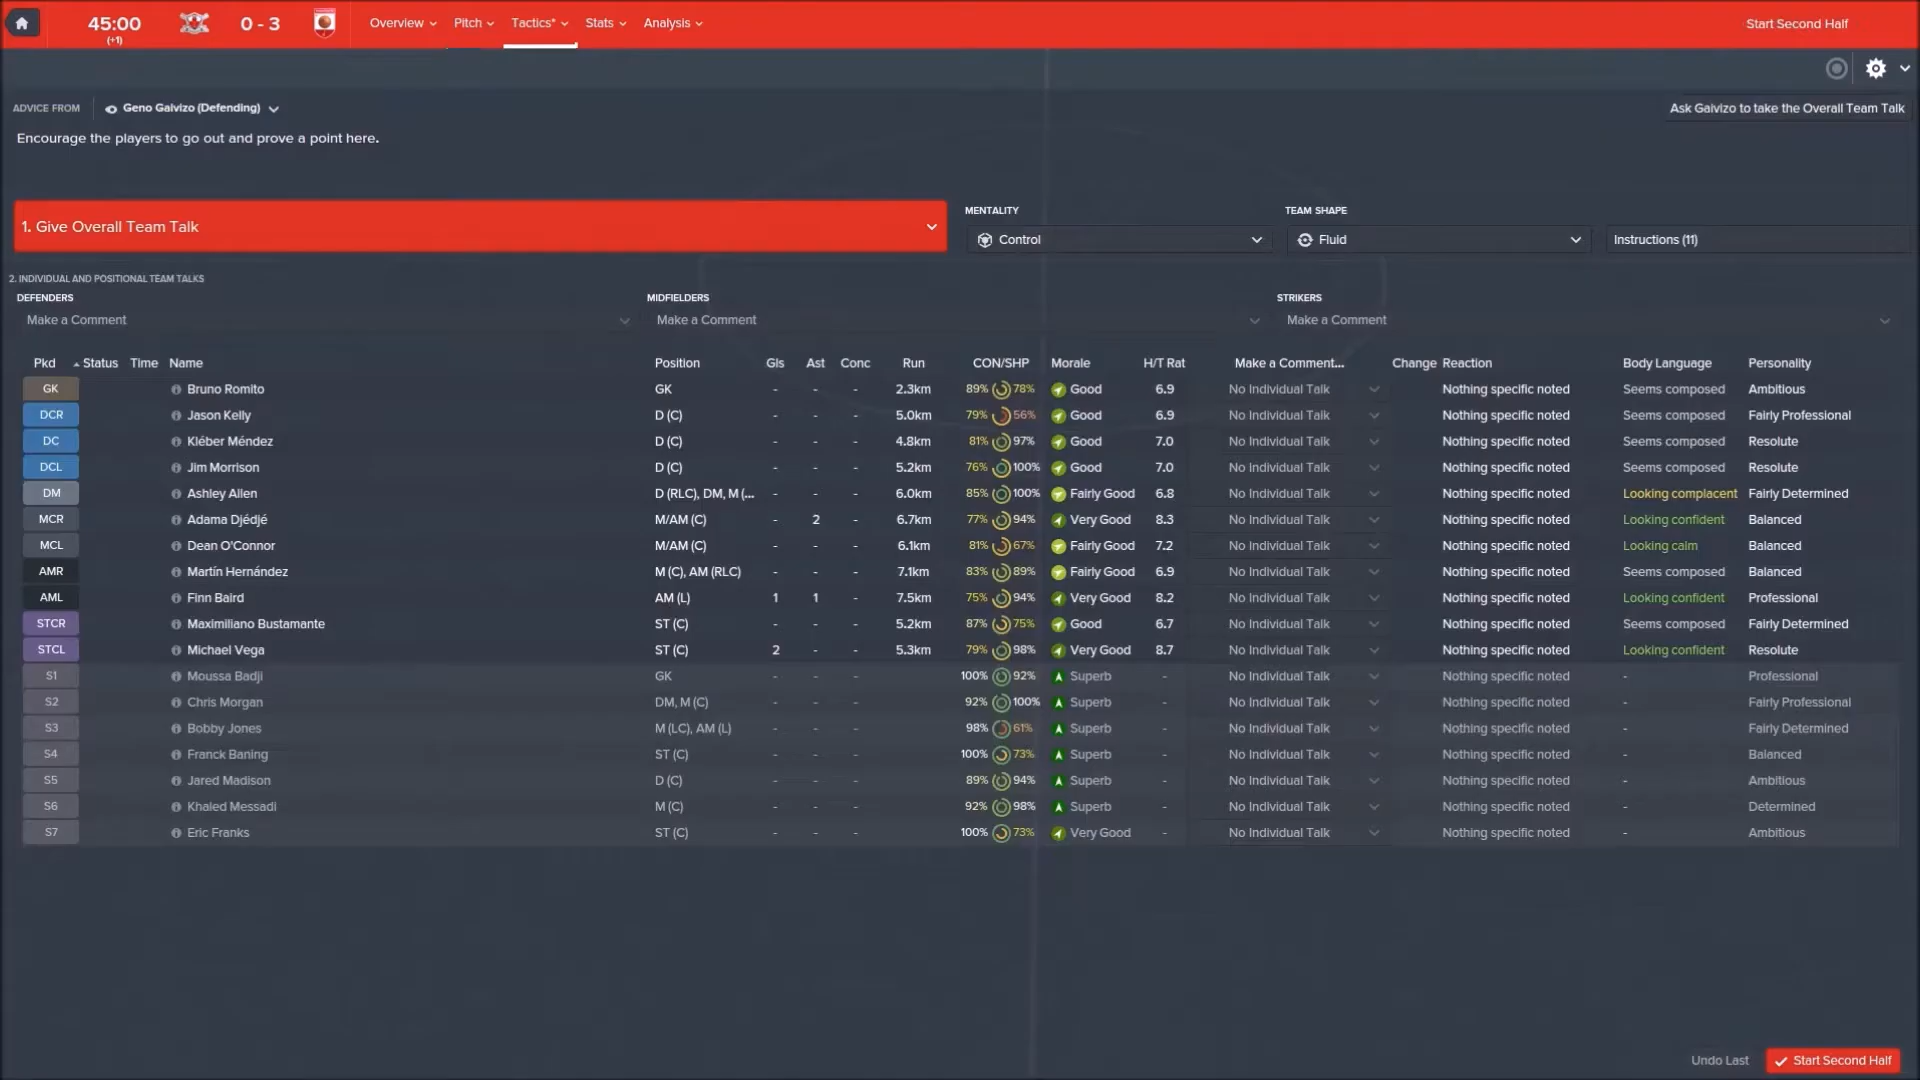 45:00 0 - 3 Overview Pitch Tactics* Stats Analysis Start Second Half
(+1)
ADVICE FROM Geno Galvizo (Defending) Ask Galvizo to take the Overall Team Talk
Encourage the players to go out and prove a point here.
MENTALITY TEAM SHAPE
1. Give Overall Team Talk Control Fluid Instructions (11)
2. INDIVIDUAL AND POSITIONAL TEAM TALKS
DEFENDERS MIDFIELDERS STRIKERS
Make a Comment Make a Comment Make a Comment
Pkd Status Time Name Position Gls Ast Conc Run CON/SHP Morale H/T Rat Make a Comment... Change Reaction Body Language Personality
GK Bruno Romito GK - - - 2.3km 89% 78% Good 6.9 No Individual Talk Nothing specific noted Seems composed Ambitious
DCR Jason Kelly D (C) - - - 5.0km 79% 56% Good 6.9 No Individual Talk Nothing specific noted Seems composed Fairly Professional
DC Kléber Méndez D (C) - - - 4.8km 81% 97% Good 7.0 No Individual Talk Nothing specific noted Seems composed Resolute
DCL Jim Morrison D (C) - - - 5.2km 76% 100% Good 7.0 No Individual Talk Nothing specific noted Seems composed Resolute
DM Ashley Allen D (RLC), DM, M (... - - - 6.0km 85% 100% Fairly Good 6.8 No Individual Talk Nothing specific noted Looking complacent Fairly Determined
MCR Adama Djédjé M/AM (C) - 2 - 6.7km 77% 94% Very Good 8.3 No Individual Talk Nothing specific noted Looking confident Balanced
MCL Dean O'Connor M/AM (C) - - - 6.1km 81% 67% Fairly Good 7.2 No Individual Talk Nothing specific noted Looking calm Balanced
AMR Martín Hernández M (C), AM (RLC) - - - 7.1km 83% 89% Fairly Good 6.9 No Individual Talk Nothing specific noted Seems composed Balanced
AML Finn Baird AM (L) 1 1 - 7.5km 75% 94% Very Good 8.2 No Individual Talk Nothing specific noted Looking confident Professional
STCR Maximiliano Bustamante ST (C) - - - 5.2km 87% 75% Good 6.7 No Individual Talk Nothing specific noted Seems composed Fairly Determined
STCL Michael Vega ST (C) 2 - - 5.3km 79% 98% Very Good 8.7 No Individual Talk Nothing specific noted Looking confident Resolute
S1 Moussa Badji GK - - - 100% 92% Superb - No Individual Talk Nothing specific noted - Professional
S2 Chris Morgan DM, M (C) - - - 92% 100% Superb - No Individual Talk Nothing specific noted - Fairly Professional
S3 Bobby Jones M (LC), AM (L) - - - 98% 61% Superb - No Individual Talk Nothing specific noted - Fairly Determined
S4 Franck Baning ST (C) - - - 100% 73% Superb - No Individual Talk Nothing specific noted - Balanced
S5 Jared Madison D (C) - - - 89% 94% Superb - No Individual Talk Nothing specific noted - Ambitious
S6 Khaled Messadi M (C) - - - 92% 98% Superb - No Individual Talk Nothing specific noted - Determined
S7 Eric Franks ST (C) - - - 100% 73% Very Good - No Individual Talk Nothing specific noted - Ambitious
Undo Last Start Second Half